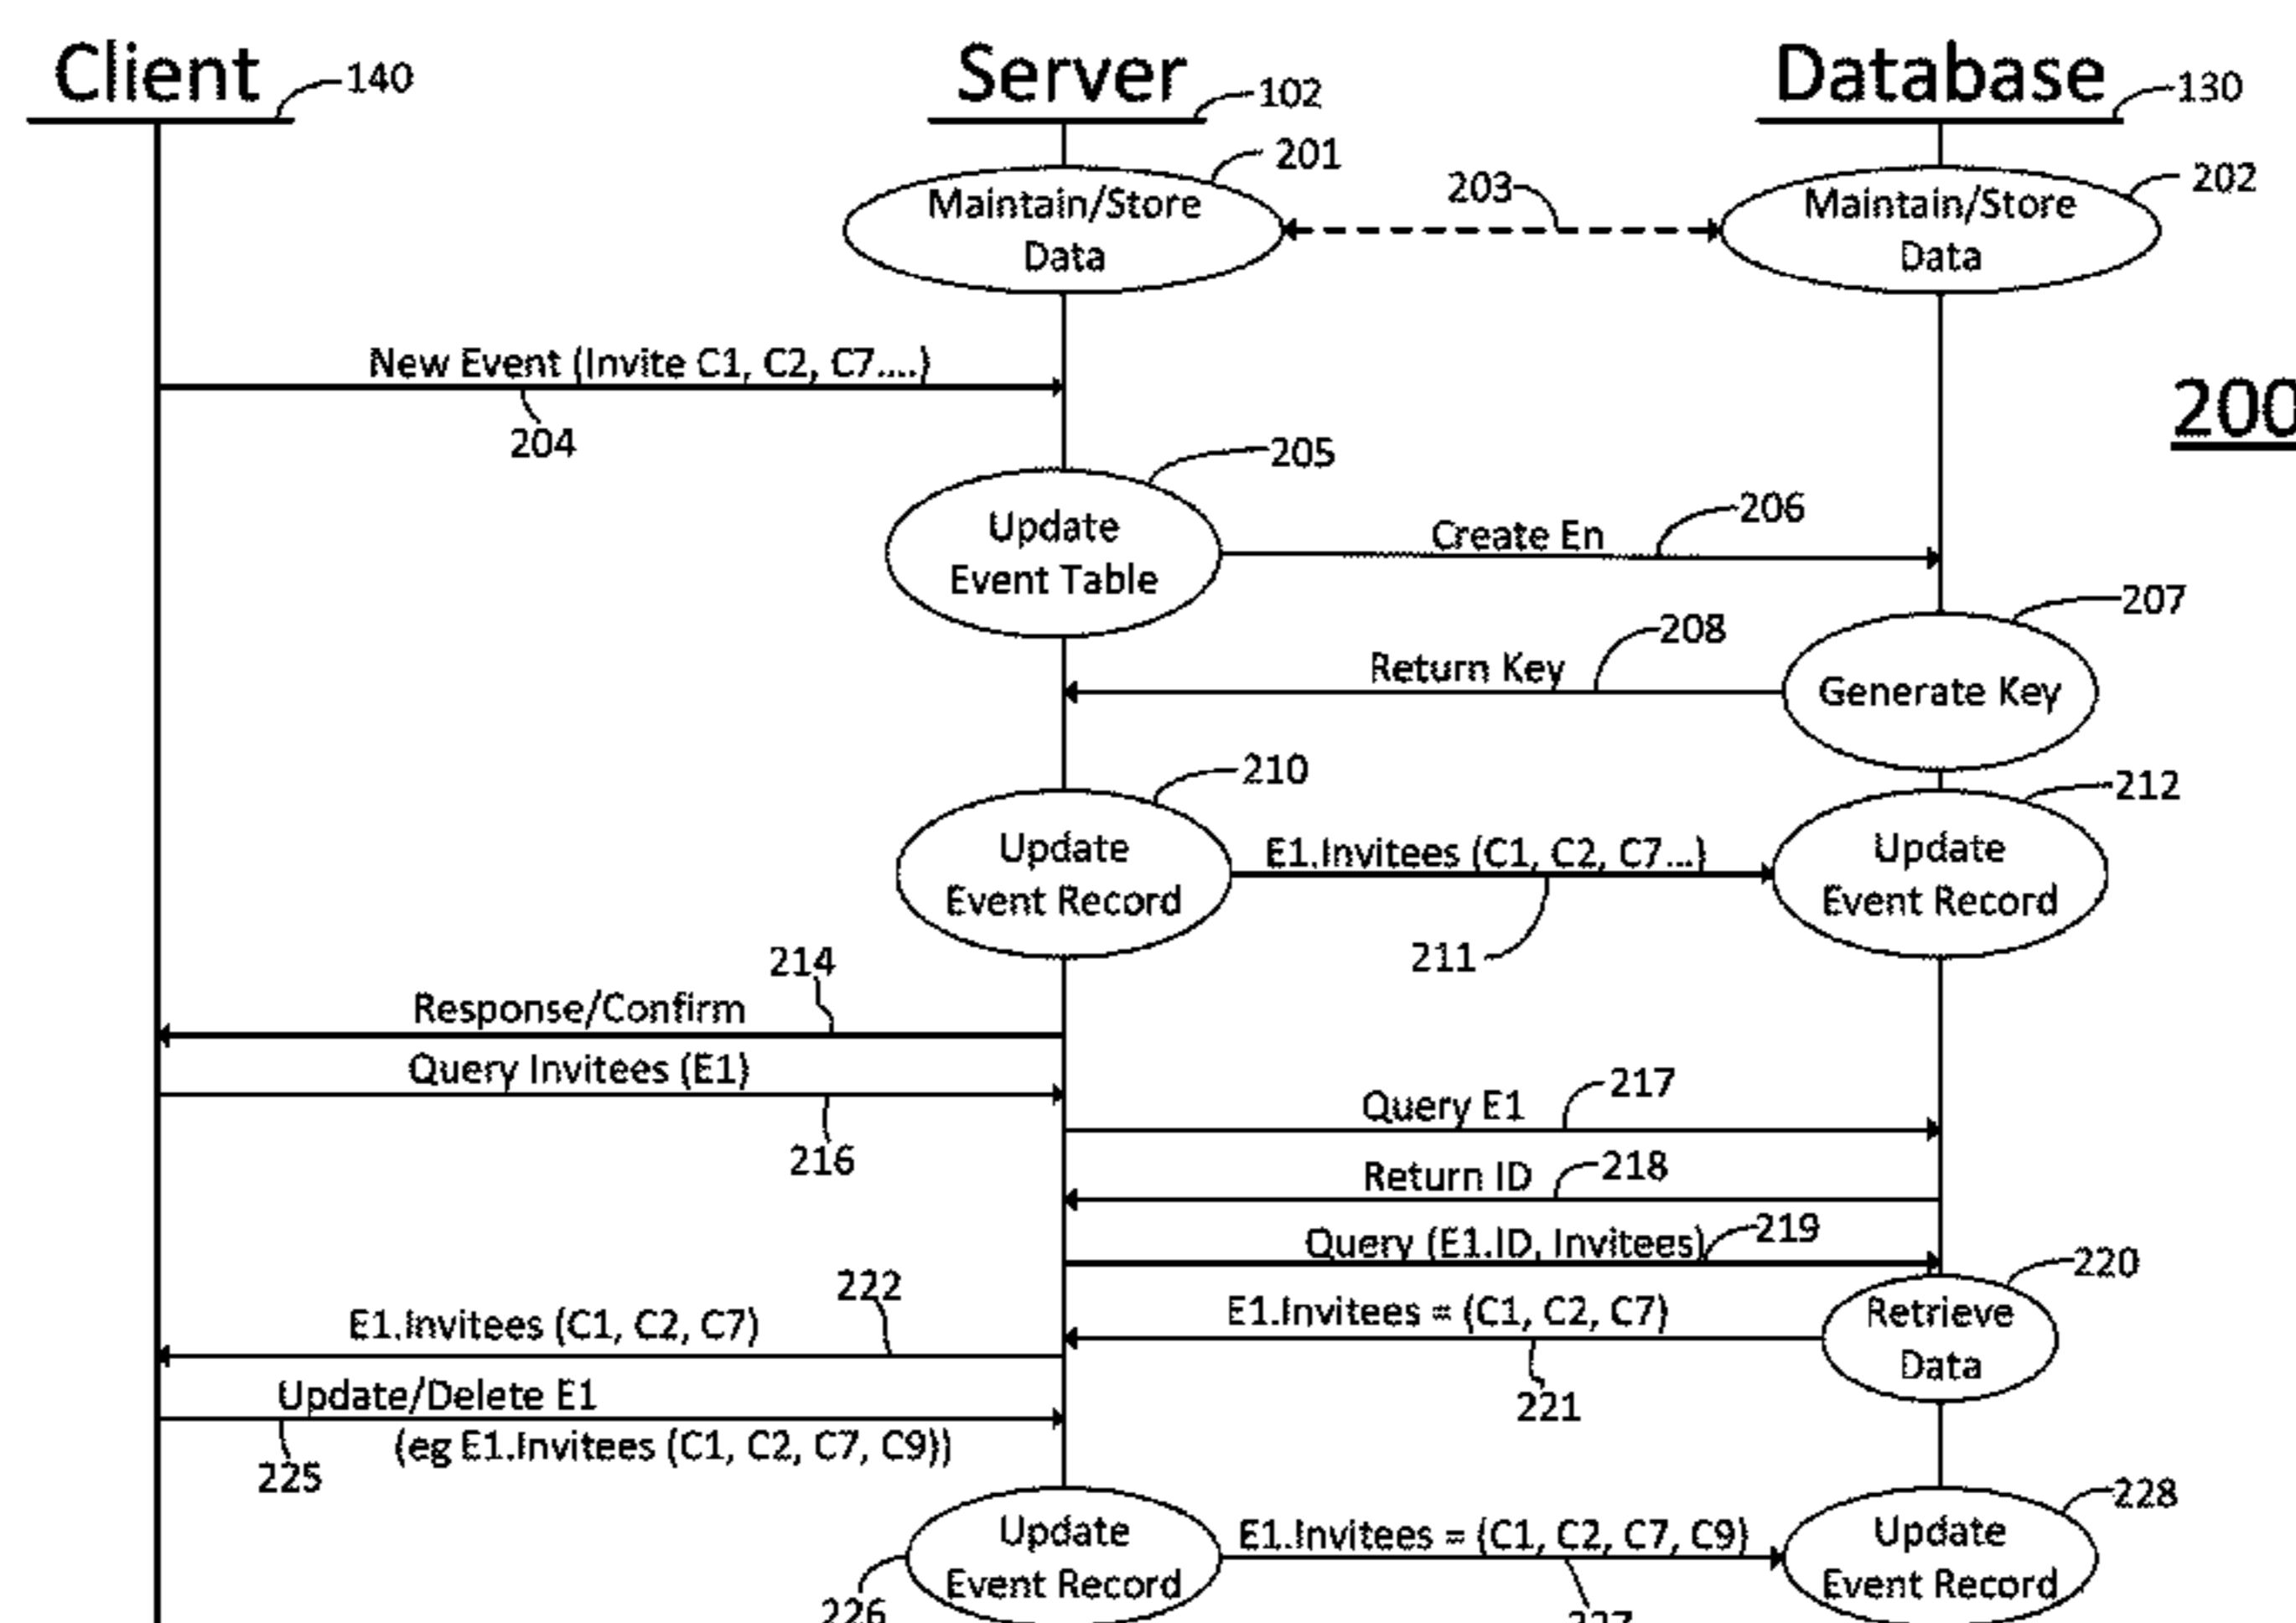 Client
140
Server
102
Database
130
201
Maintain/Store
Data
203
202
Maintain/Store
Data
New Event (Invite C1, C2, C7....)
204
200
205
Update
Event Table
Create En
206
207
208
Return Key
Generate Key
210
212
Update
Event Record
E1.Invitees (C1, C2, C7...)
Update
Event Record
211
214
Response/Confirm
Query Invitees (E1)
216
217
Query E1
218
Return ID
219
Query (E1.ID, Invitees)
220
222
E1.Invitees (C1, C2, C7)
E1.Invitees = (C1, C2, C7)
Retrieve
Data
221
Update/Delete E1
(eg E1.Invitees (C1, C2, C7, C9))
225
228
Update
Event Record
E1.Invitees = (C1, C2, C7, C9)
Update
Event Record
226